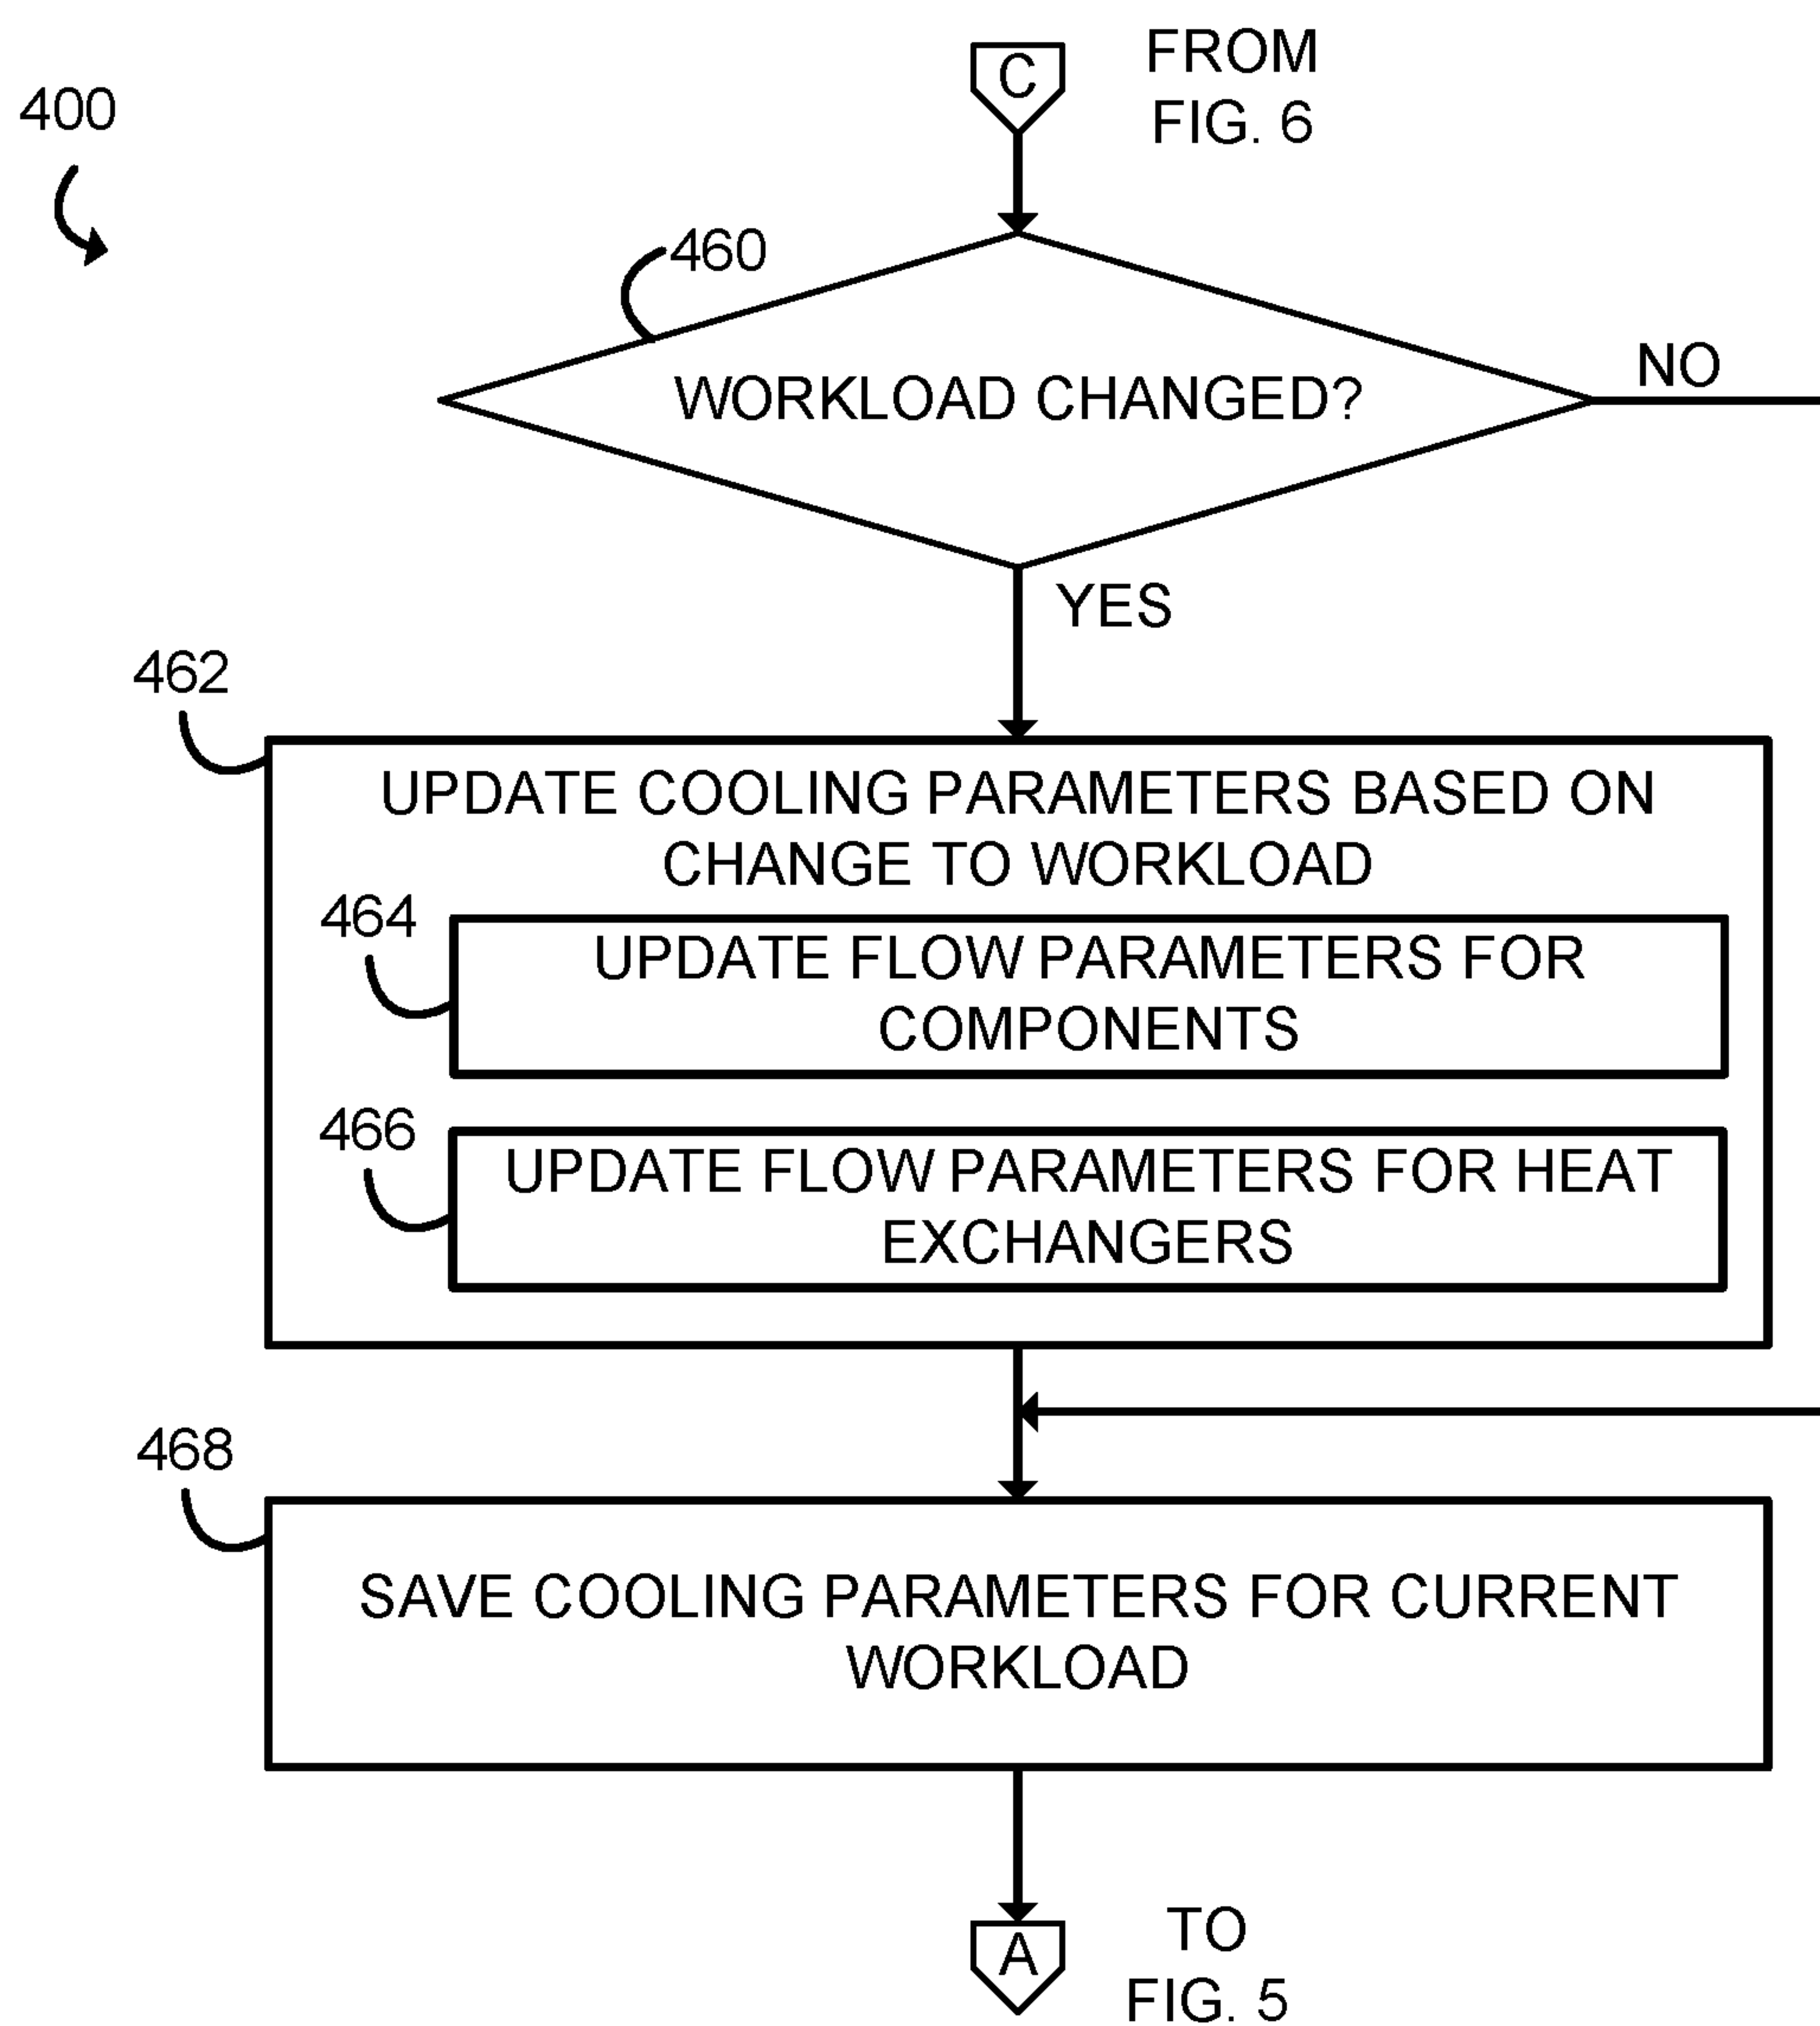 C
FROM
FIG. 6
400
460
WORKLOAD CHANGED?
NO
YES
462
UPDATE COOLING PARAMETERS BASED ON
CHANGE TO WORKLOAD
464
UPDATE FLOW PARAMETERS FOR
COMPONENTS
466
UPDATE FLOW PARAMETERS FOR HEAT
EXCHANGERS
468
SAVE COOLING PARAMETERS FOR CURRENT
WORKLOAD
A
TO
FIG. 5